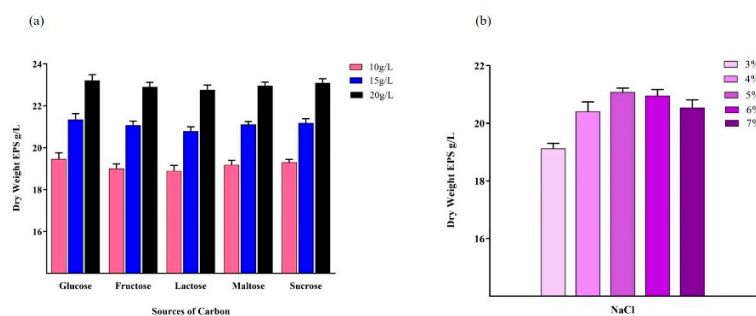 (a)
24
22
20
18
16
Dry Weight EPS g/L
Glucose Fructose Lactose Maltose Sucrose
Sources of Carbon
10g/L
15g/L
20g/L
(b)
22
20
18
16
Dry Weight EPS g/L
NaCl
3%
4%
5%
6%
7%